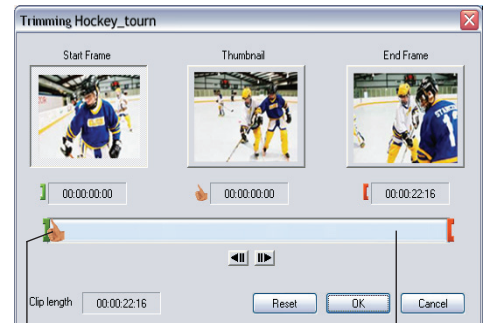 Trimming Hockey_tourn
Start Frame
Thumbnail
End Frame
00:00:00:00
00:00:00:00
00:00:22:16
Clip length
00:00:22:16
Reset
OK
Cancel